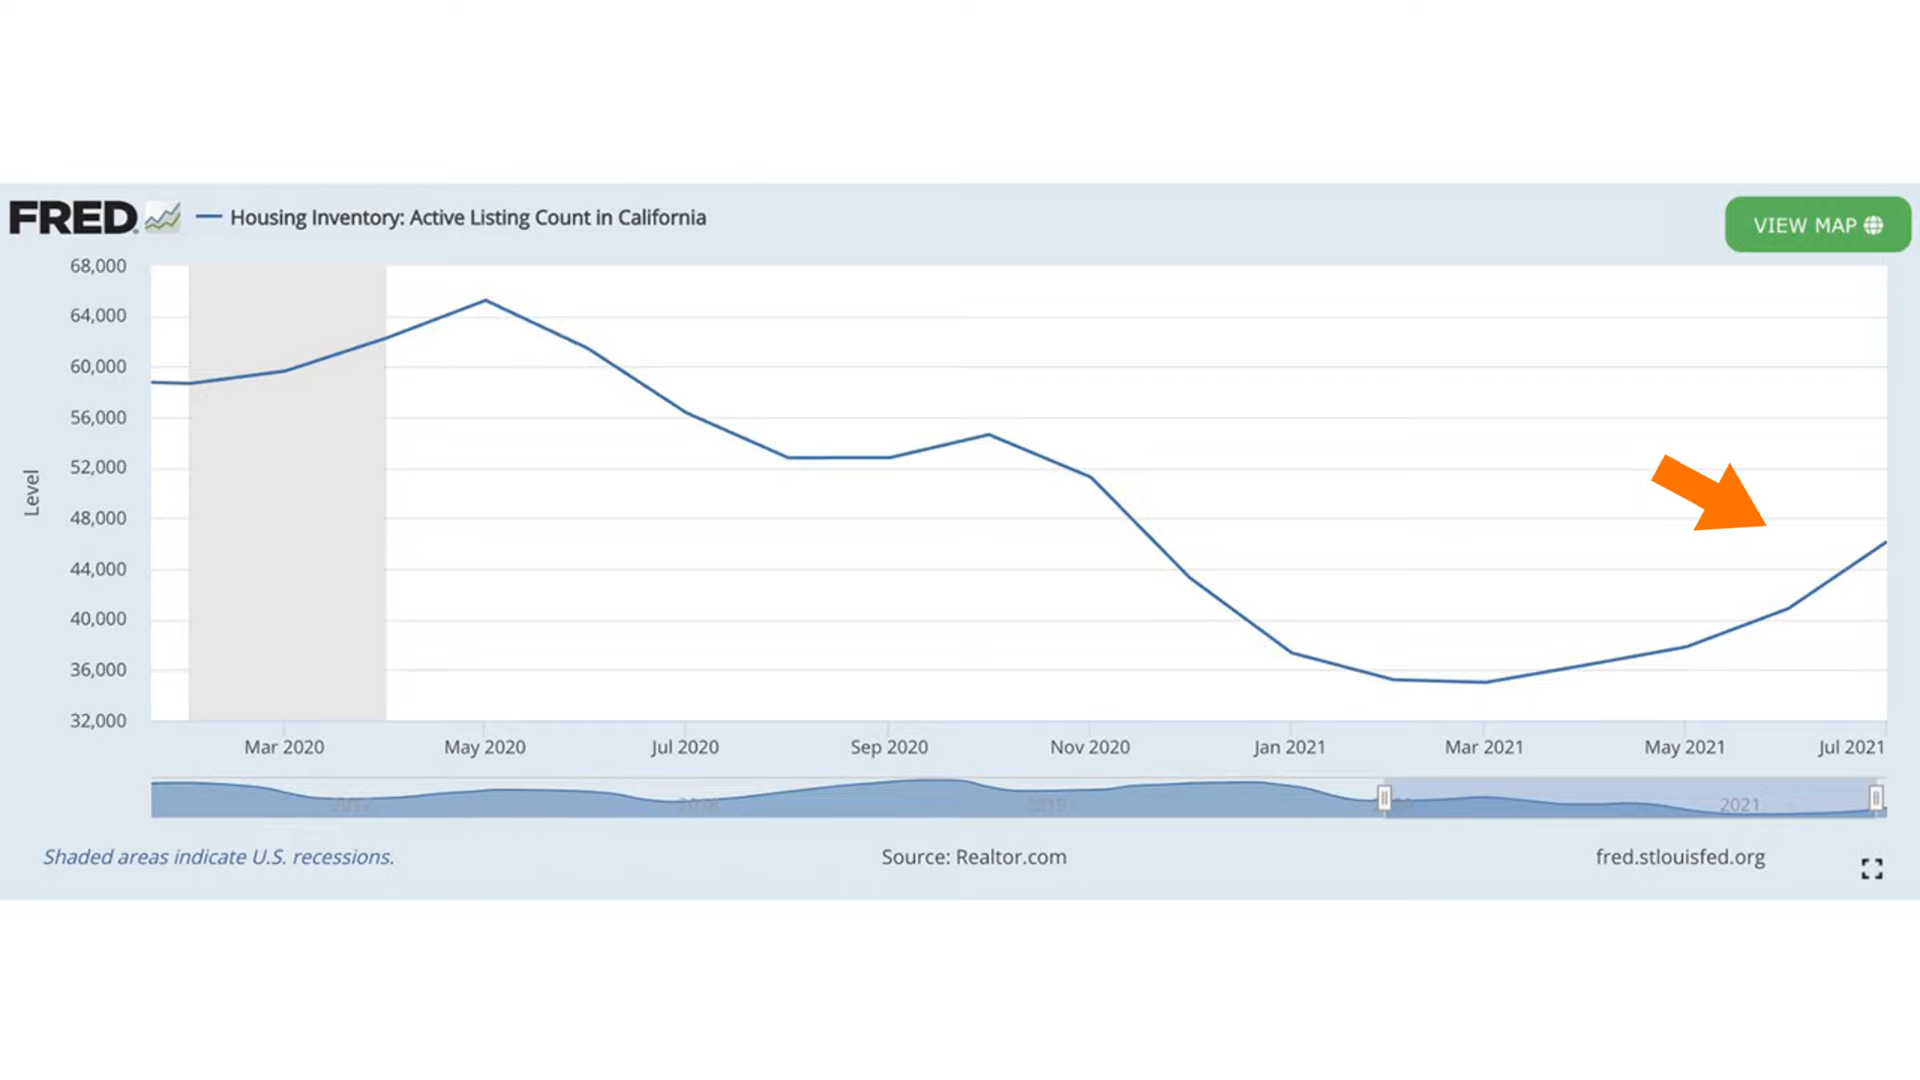 FRED
Housing Inventory: Active Listing Count in California
VIEW MAP
68,000
64,000
60,000
56,000
52,000
48,000
44,000
40,000
36,000
32,000
Level
Mar 2020
May 2020
Jul 2020
Sep 2020
Nov 2020
Jan 2021
Mar 2021
May 2021
Jul 2021
2017
2018
2019
2021
Shaded areas indicate U.S. recessions.
Source: Realtor.com
fred.stlouisfed.org